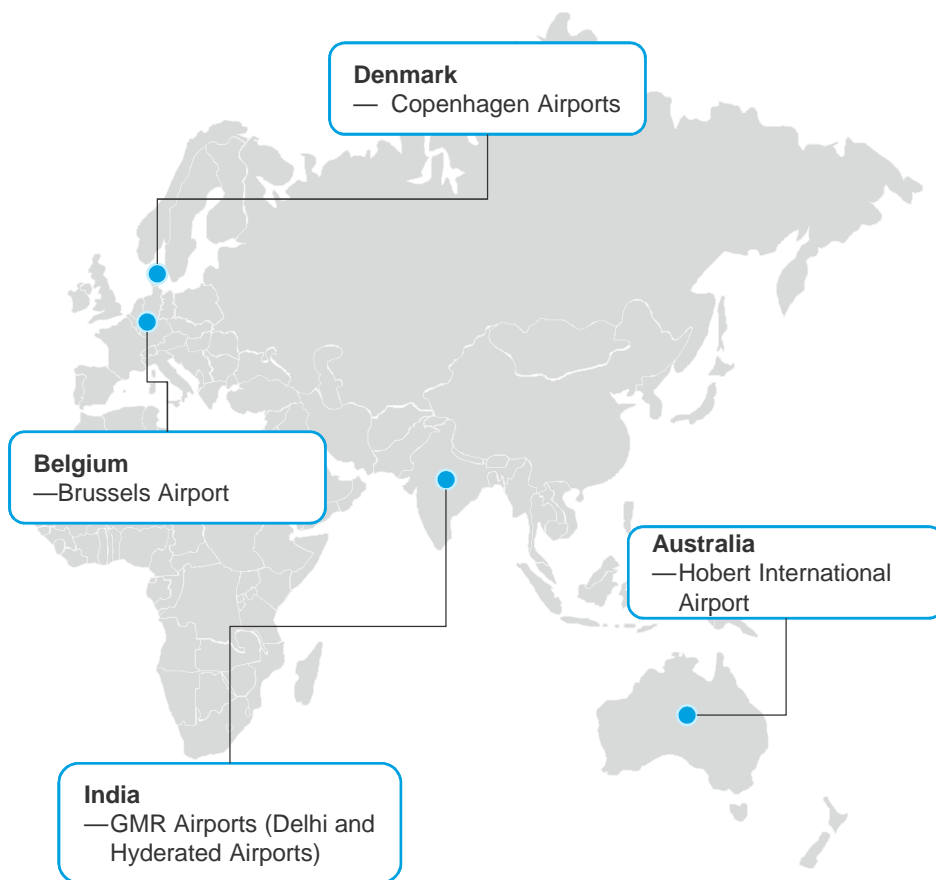 Denmark
— Copenhagen Airports
Belgium
—Brussels Airport
Australia
—Hobert International
Airport
India
—GMR Airports (Delhi and
Hyderated Airports)